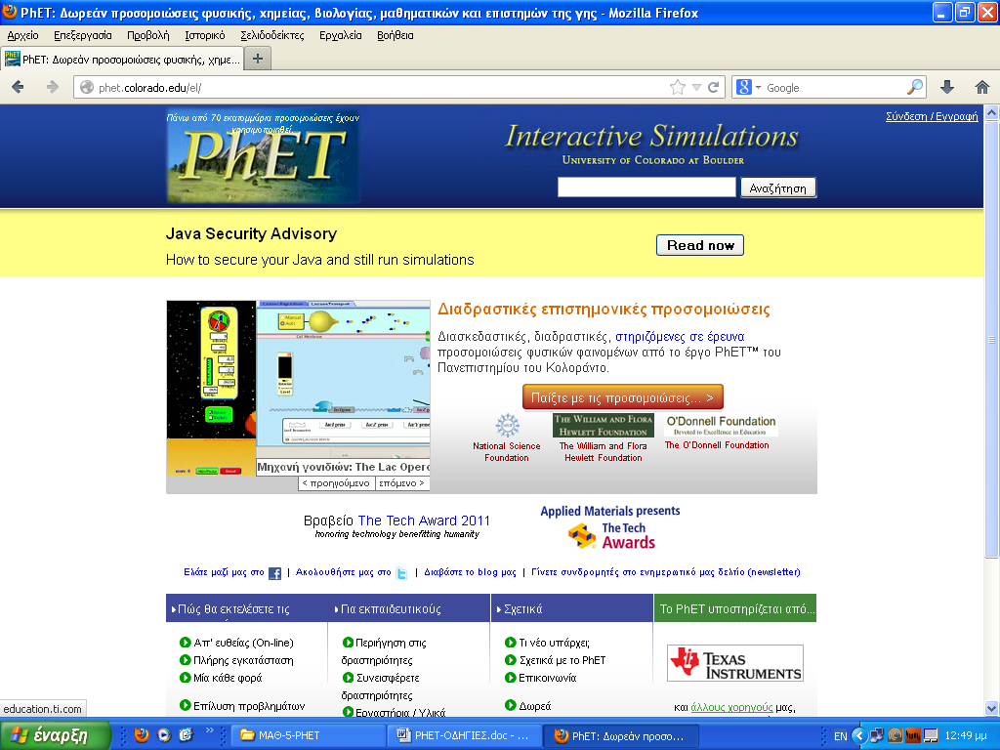 PhET: Δωρεάν προσομοιώσεις φυσικής, χημείας, βιολογίας, μαθηματικών και επιστημών της γης - Mozilla Firefox
Αρχείο Επεξεργασία Προβολή Ιστορικό Σελιδοδείκτες Εργαλεία Βοήθεια
PhET: Δωρεάν προσομοιώσεις φυσικής, χημε...
phet.colorado.edu/el/
Google
Σύνδεση / Εγγραφή
Πάνω από 70 εκατομμύρια προσομοιώσεις έχουν
χρησιμοποιηθεί
PhET
Interactive Simulations
UNIVERSITY OF COLORADO AT BOULDER
Αναζήτηση
Java Security Advisory
How to secure your Java and still run simulations
Read now
Διαδραστικές επιστημονικές προσομοιώσεις
Διασκεδαστικές, διαδραστικές, στηριζόμενες σε έρευνα
προσομοιώσεις φυσικών φαινομένων από το έργο PhET™ του
Πανεπιστημίου του Κολοράντο.
Παίξτε με τις προσομοιώσεις... >
THE WILLIAM AND FLORA
HEWLETT FOUNDATION
O'Donnell Foundation
Devoted to Excellence in Education
National Science
Foundation
The William and Flora
Hewlett Foundation
The O'Donnell Foundation
Μηχανή γονιδιών: The Lac Opero
< προηγούμενο επόμενο >
Βραβείο The Tech Award 2011
honoring technology benefitting humanity
Applied Materials presents
The Tech
Awards
Ελάτε μαζί μας στο | Ακολουθήστε μας στο | Διαβάστε το blog μας | Γίνετε συνδρομητές στο ενημερωτικό μας δελτίο (newsletter)
Πώς θα εκτελέσετε τις
Απ' ευθείας (On-line)
Πλήρης εγκατάσταση
Μία κάθε φορά
Επίλυση προβλημάτων
Για εκπαιδευτικούς
Περιήγηση στις
δραστηριότητες
Συνεισφέρετε
δραστηριότητες
Εργαστήρια / Υλικά
Σχετικά
Τι νέο υπάρχει;
Σχετικά με το PhET
Επικοινωνία
Δωρεά
Το PhET υποστηρίζεται από...
TEXAS
INSTRUMENTS
και άλλους χορηγούς μας,
education.ti.com
έναρξη
ΜΑΘ-5-PHET
PHET-ΟΔΗΓΙΕΣ.doc - ...
PhET: Δωρεάν προσο...
EN
12:49 μμ